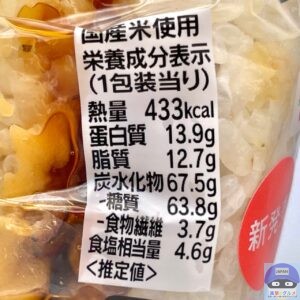 国産米使用
栄養成分表示
(1包装当り)
熱量 433kcal
蛋白質 13.9g
脂質 12.7g
炭水化物 67.5g
-糖質 63.8g
-食物繊維 3.7g
食塩相当量 4.6g
<推定値>
新発